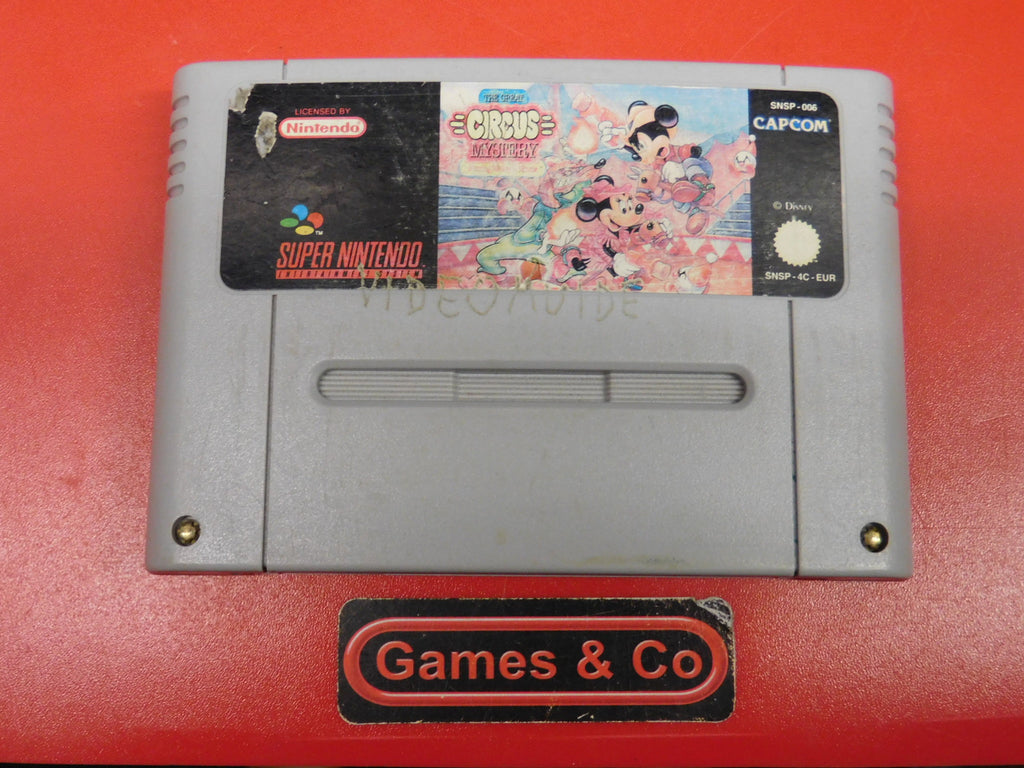 LICENSED BY
Nintendo
TM
SUPER NINTENDO
ENTERTAINMENT SYSTEM
THE GREAT
CIRCUS
MYSTERY
SNSP-006
CAPCOM
© DISNEY
SNSP-4C-EUR
Games & Co